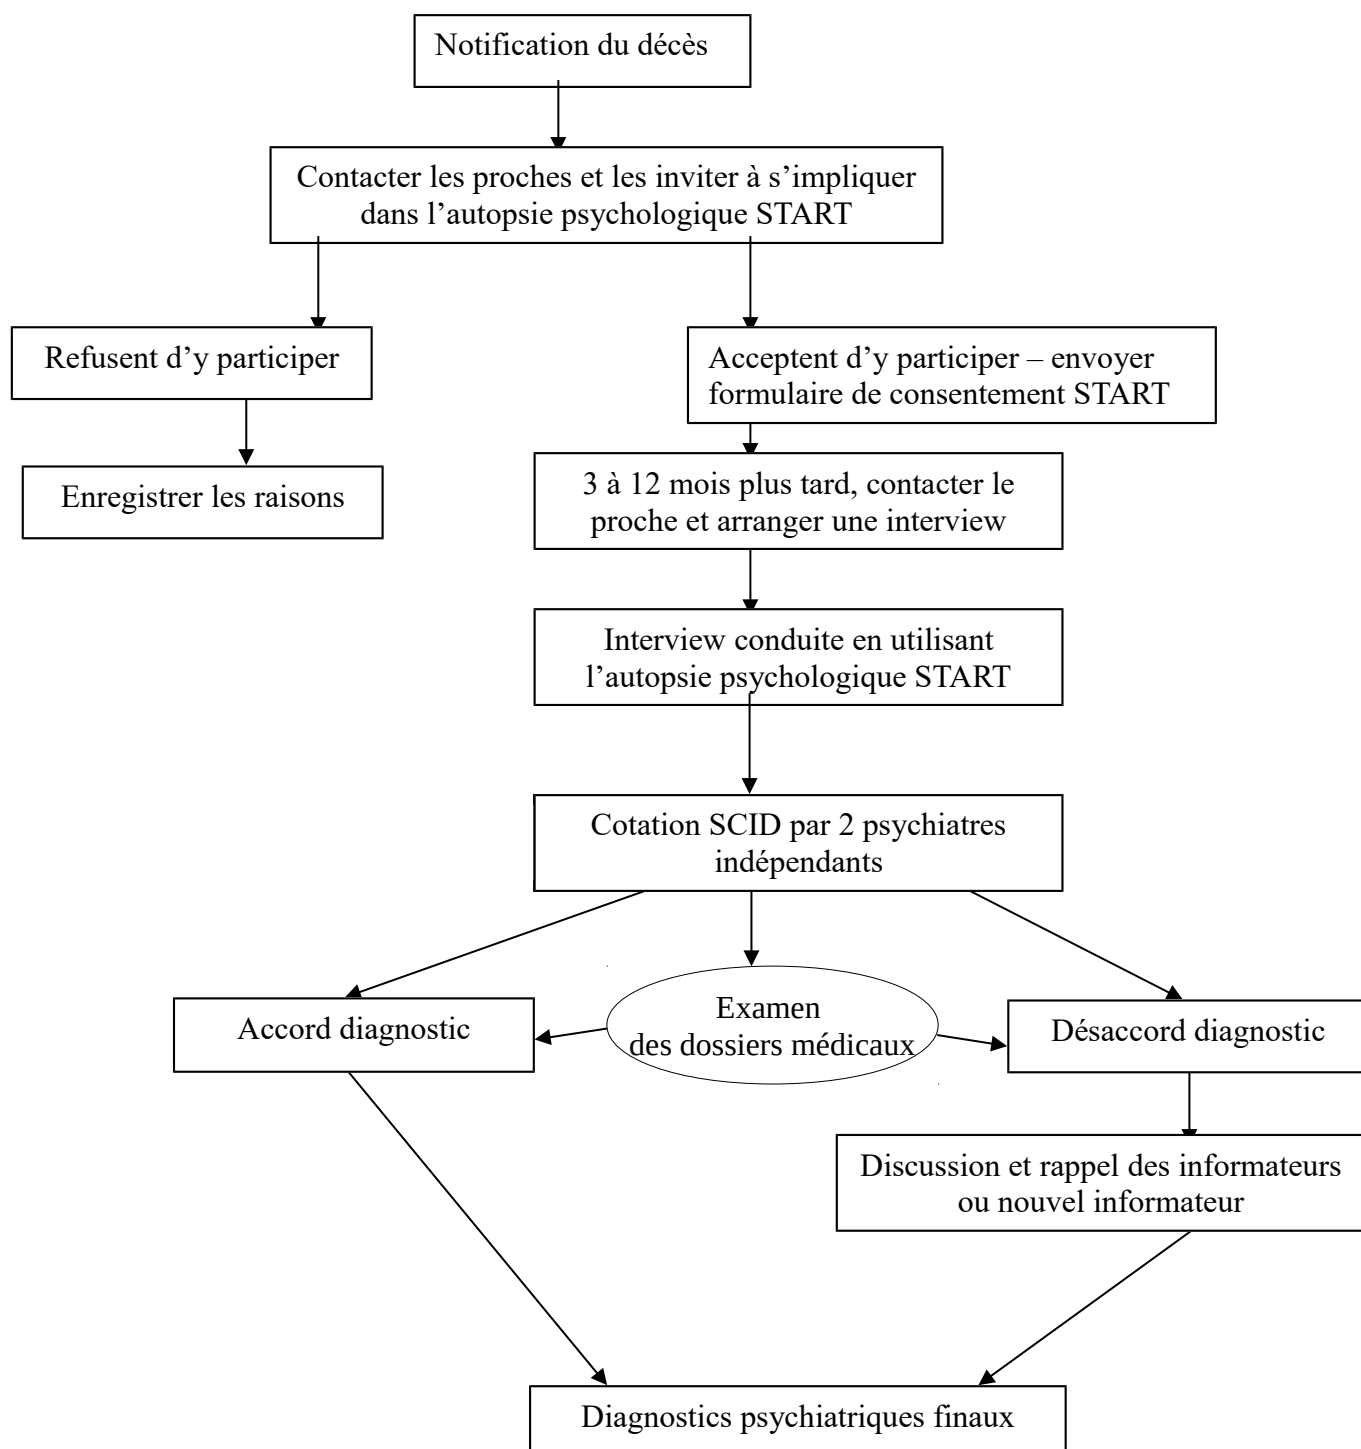 Notification du décès
Contacter les proches et les inviter à s’impliquer
dans l’autopsie psychologique START
Refusent d’y participer
Acceptent d’y participer – envoyer
formulaire de consentement START
Enregistrer les raisons
3 à 12 mois plus tard, contacter le
proche et arranger une interview
Interview conduite en utilisant
l’autopsie psychologique START
Cotation SCID par 2 psychiatres
indépendants
Accord diagnostic
Examen
des dossiers médicaux
Désaccord diagnostic
Discussion et rappel des informateurs
ou nouvel informateur
Diagnostics psychiatriques finaux